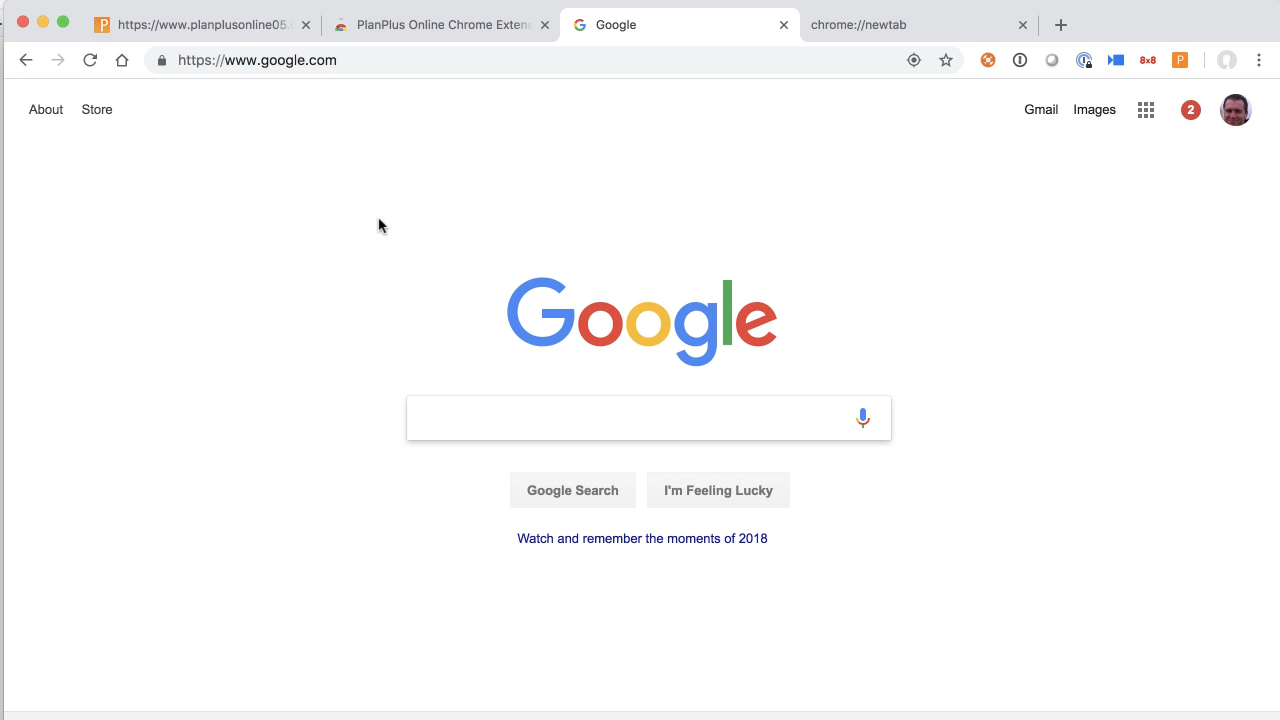 https://www.planplusonline05. PlanPlus Online Chrome Extens Google chrome://newtab
https://www.google.com 8x8 P
About Store Gmail Images 2
Google
Google Search I'm Feeling Lucky
Watch and remember the moments of 2018